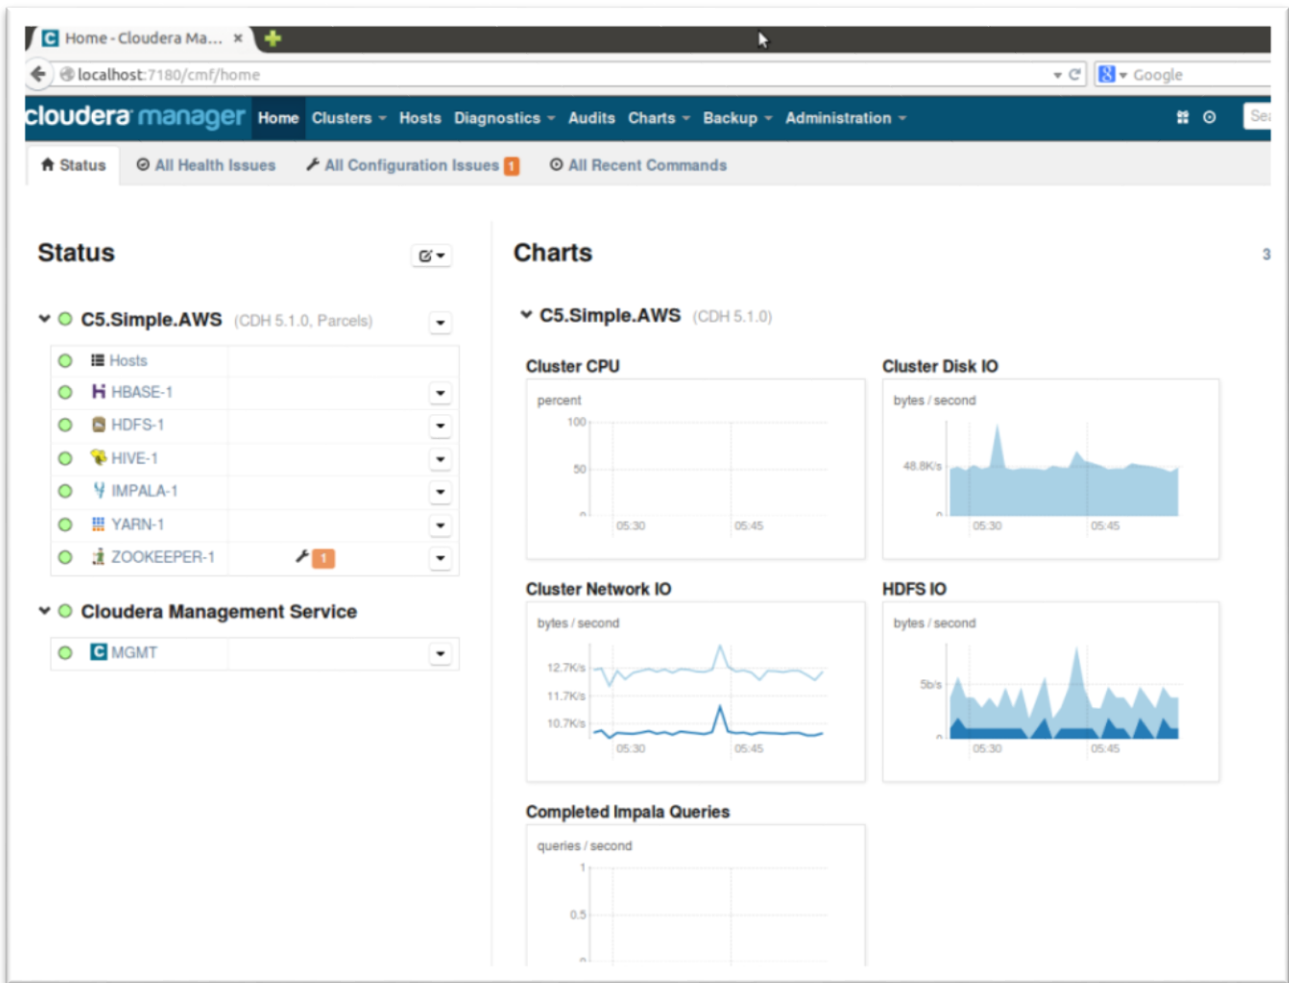 Home - Cloudera Ma... ×
localhost:7180/cmf/home
Google
cloudera manager Home Clusters Hosts Diagnostics Audits Charts Backup Administration
Status All Health Issues All Configuration Issues 1 All Recent Commands
Status
C5.Simple.AWS (CDH 5.1.0, Parcels)
Hosts
HBASE-1
HDFS-1
HIVE-1
IMPALA-1
YARN-1
ZOOKEEPER-1 1
Cloudera Management Service
MGMT
Charts
3
C5.Simple.AWS (CDH 5.1.0)
Cluster CPU
percent
100
50
0
05:30 05:45
Cluster Disk IO
bytes / second
48.8K/s
0
05:30 05:45
Cluster Network IO
bytes / second
12.7K/s
11.7K/s
10.7K/s
05:30 05:45
HDFS IO
bytes / second
5b/s
0
05:30 05:45
Completed Impala Queries
queries / second
1
0.5
0